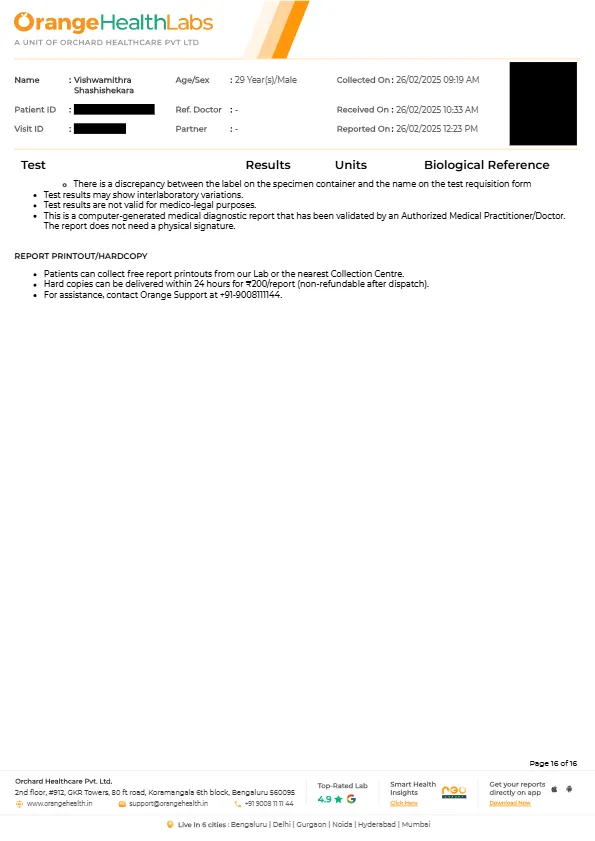 OrangeHealthLabs
A UNIT OF ORCHARD HEALTHCARE PVT LTD
Name : Vishwamithra Shashishekara Age/Sex : 29 Year(s)/Male Collected On : 26/02/2025 09:19 AM
Patient ID : Ref. Doctor : - Received On : 26/02/2025 10:33 AM
Visit ID : Partner : - Reported On : 26/02/2025 12:23 PM
Test Results Units Biological Reference
o There is a discrepancy between the label on the specimen container and the name on the test requisition form
• Test results may show interlaboratory variations.
• Test results are not valid for medico-legal purposes.
• This is a computer-generated medical diagnostic report that has been validated by an Authorized Medical Practitioner/Doctor.
The report does not need a physical signature.
REPORT PRINTOUT/HARDCOPY
• Patients can collect free report printouts from our Lab or the nearest Collection Centre.
• Hard copies can be delivered within 24 hours for ₹200/report (non-refundable after dispatch).
• For assistance, contact Orange Support at +91-9008111144.
Page 16 of 16
Orchard Healthcare Pvt. Ltd.
2nd floor, #912, GKR Towers, 80 ft road, Koramangala 6th block, Bengaluru 560095
www.orangehealth.in support@orangehealth.in +91 9008 11 11 44
Top-Rated Lab
4.9 ★ G
Smart Health
Insights
Click Here
Get your reports
directly on app
Download Now
Live in 6 cities : Bengaluru | Delhi | Gurgaon | Noida | Hyderabad | Mumbai